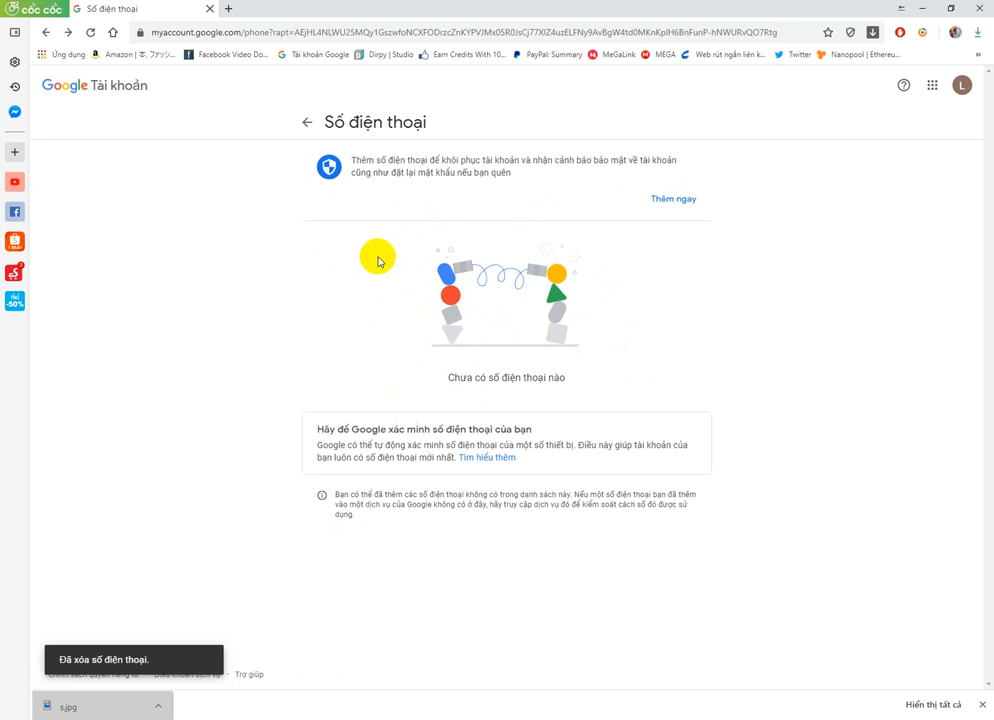 cốc cốc
Số điện thoại
myaccount.google.com/phone?rapt=AEjHL4NLWU25MQy1GszwfoNCXFODrzcZnKYPVJMx05R0JsCj77XlZ4uzELFNy9AvBgW4td0MKnKpIH6BnFunP-hNWURvQO7Rtg
Ứng dụng
Amazon | 本, ファッシ...
Facebook Video Do...
Tài khoản Google
Dirpy | Studio
Earn Credits With 10...
PayPal: Summary
MeGaLink
MEGA
Web rút ngắn liên k...
Twitter
Nanopool | Ethereu...
Google Tài khoản
L
Số điện thoại
Thêm số điện thoại để khôi phục tài khoản và nhận cảnh báo bảo mật về tài khoản
cũng như đặt lại mật khẩu nếu bạn quên
Thêm ngay
TIKI
-50%
Chưa có số điện thoại nào
Hãy để Google xác minh số điện thoại của bạn
Google có thể tự động xác minh số điện thoại của một số thiết bị. Điều này giúp tài khoản của
bạn luôn có số điện thoại mới nhất. Tìm hiểu thêm
Bạn có thể đã thêm các số điện thoại không có trong danh sách này. Nếu một số điện thoại bạn đã thêm
vào một dịch vụ của Google không có ở đây, hãy truy cập dịch vụ đó để kiểm soát cách số đó được sử
dụng.
Đã xóa số điện thoại.
Trợ giúp
s.jpg
Hiển thị tất cả